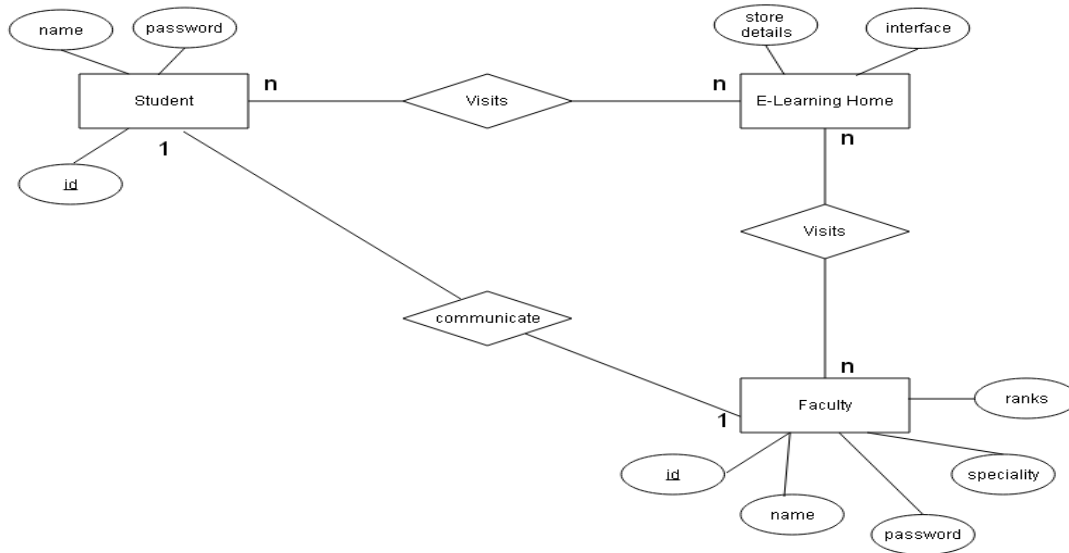 name
password
store
details
interface
Student
n
Visits
n
E-Learning Home
1
n
id
Visits
communicate
n
Faculty
ranks
1
id
speciality
name
password